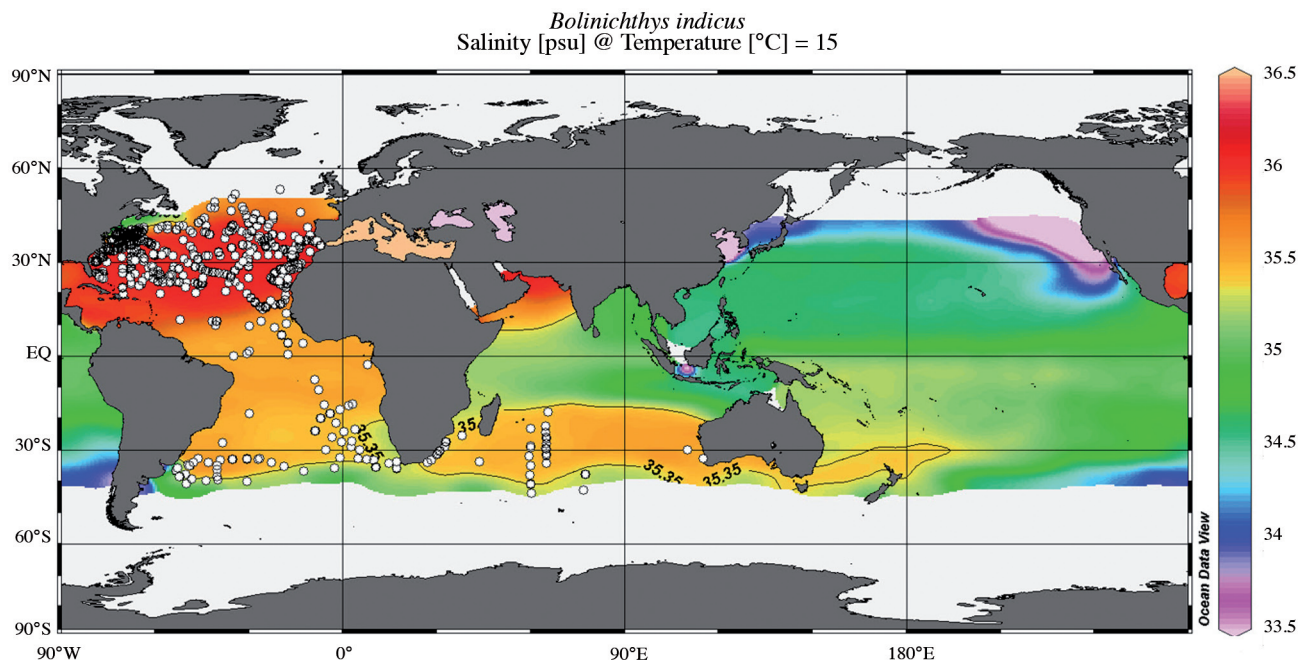 Bolinichthys indicus
Salinity [psu] @ Temperature [°C] = 15
90°N
60°N
30°N
EQ
30°S
60°S
90°S
90°W
0°
90°E
180°E
35
35.35
35
35.35
35.35
Ocean Data View
36.5
36
35.5
35
34.5
34
33.5